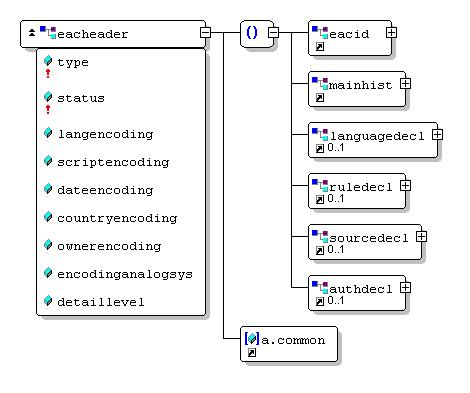 eacheader
type
status
langencoding
scriptencoding
dateencoding
countryencoding
ownerencoding
encodinganalogsys
detaillevel
()
eacid
mainhist
languagedecl
0..1
ruledecl
0..1
sourcedecl
0..1
authdecl
0..1
a.common